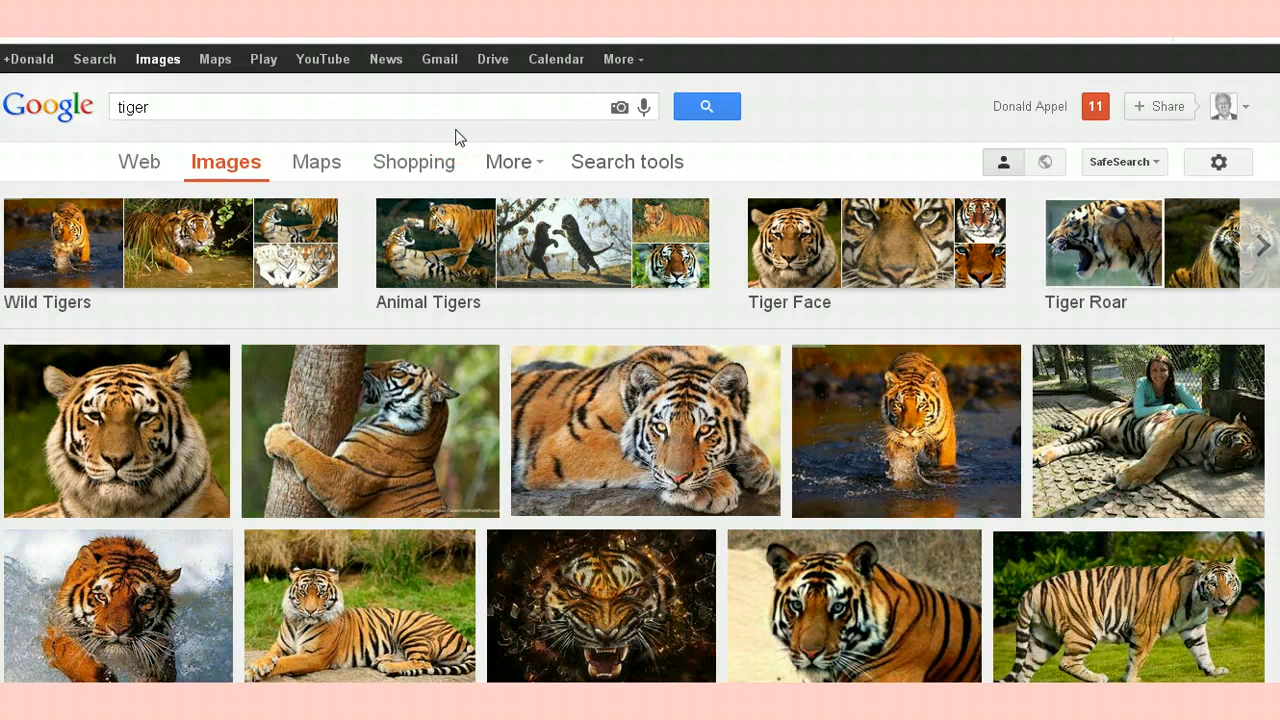 +Donald Search Images Maps Play YouTube News Gmail Drive Calendar More
Google tiger Donald Appel 11 + Share
Web Images Maps Shopping More Search tools SafeSearch
Wild Tigers Animal Tigers Tiger Face Tiger Roar